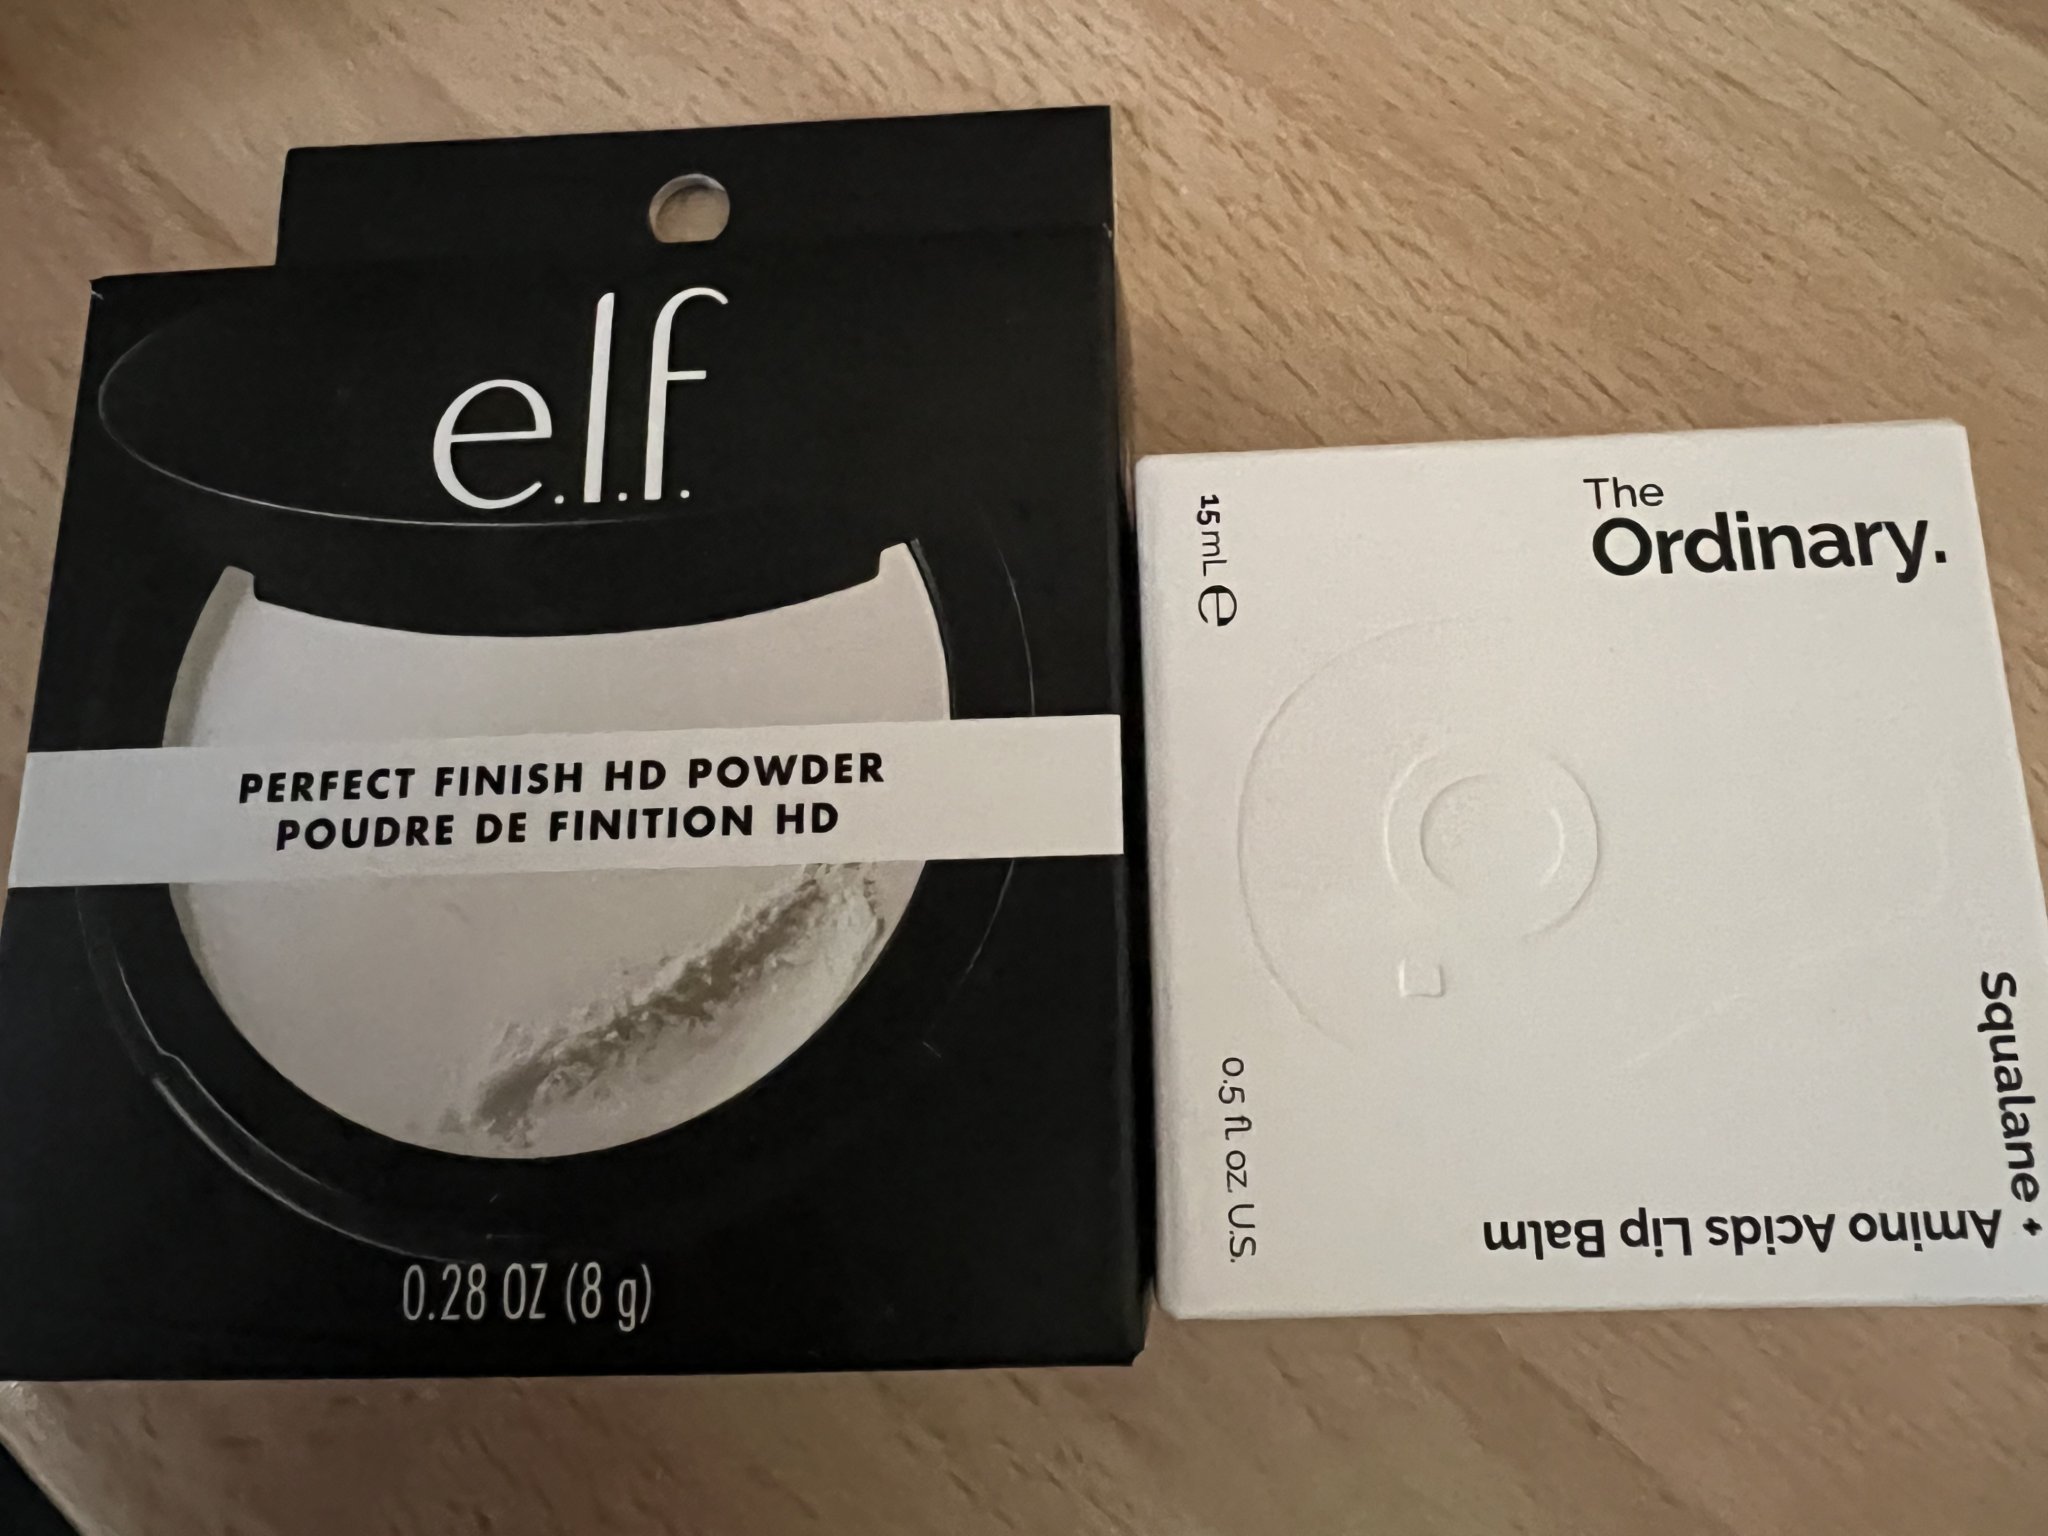 e.l.f.
PERFECT FINISH HD POWDER
POUDRE DE FINITION HD
0.28 OZ (8 g)
The
Ordinary.
15 mL e
0.5 fl oz U.S.
Squalane +
Amino Acids Lip Balm